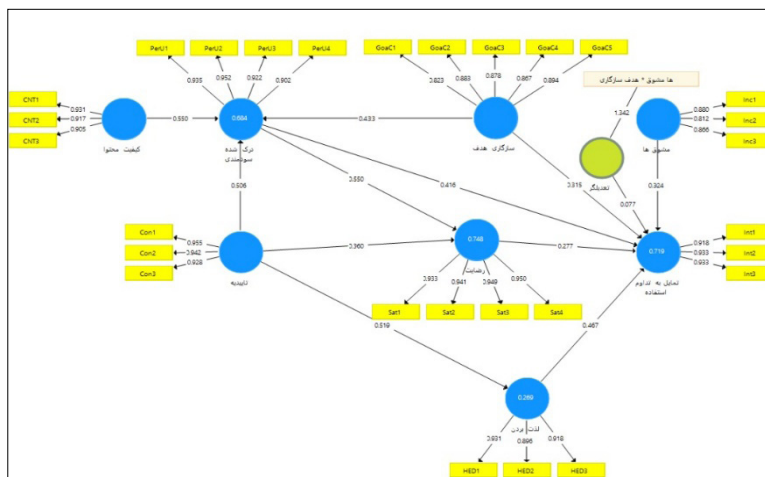 PerU1
PerU2
PerU3
PerU4
GoaC1
GoaC2
GoaC3
GoaC4
GoaC5
0.935
0.952
0.922
0.902
0.823
0.883
0.878
0.867
0.894
ها مشوق * هدف سازگاری
CNT1
CNT2
CNT3
0.931
0.917
0.905
کیفیت محتوا
0.550
0.684
درک شده
سودمندی
0.433
سازگاری هدف
1.342
Inc1
Inc2
Inc3
0.880
0.812
0.866
مشوق ها
تعدیلگر
0.077
0.324
0.315
0.416
0.550
0.506
Con1
Con2
Con3
0.955
0.942
0.928
تاییدیه
0.360
0.748
رضایت
0.277
0.719
تمایل به تداوم
استفاده
Int1
Int2
Int3
0.918
0.933
0.933
0.933
0.941
0.949
0.950
Sat1
Sat2
Sat3
Sat4
0.519
0.467
0.269
لذت بردن
0.931
0.896
0.918
HED1
HED2
HED3